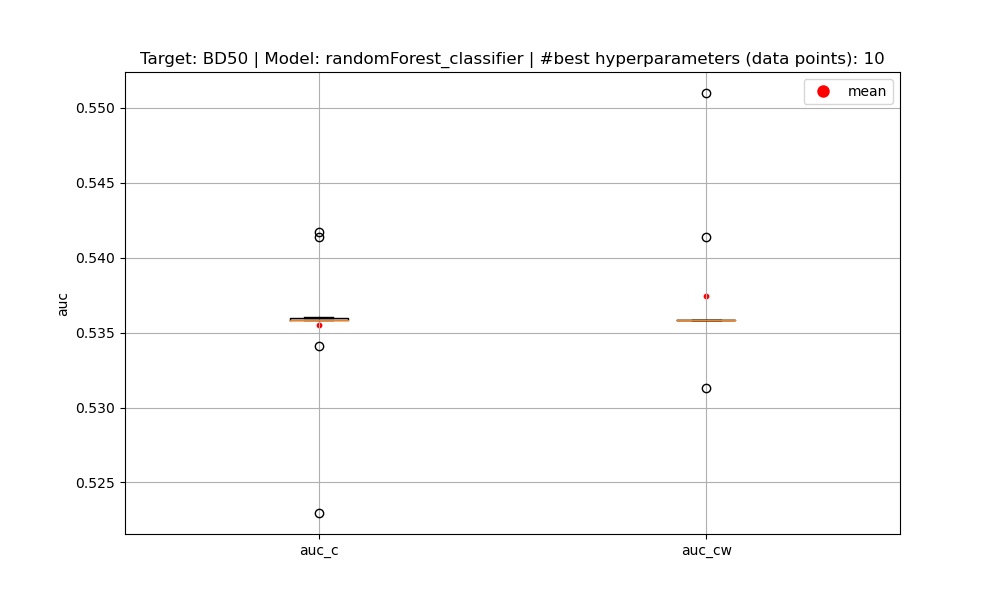 Target: BD50 | Model: randomForest_classifier | #best hyperparameters (data points): 10
mean
0.550
0.545
0.540
0.535
0.530
0.525
auc
auc_c
auc_cw